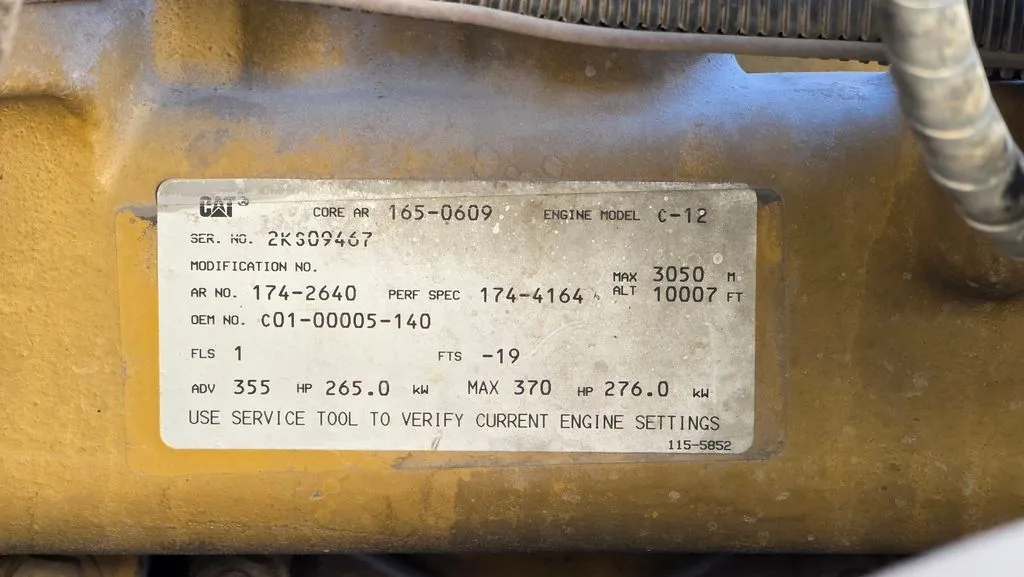 CAT® CORE AR 165-0609 ENGINE MODEL C-12
SER. NO. 2KS09467
MODIFICATION NO.
AR NO. 174-2640 PERF SPEC 174-4164 MAX ALT 3050 M 10007 FT
OEM NO. C01-00005-140
FLS 1 FTS -19
ADV 355 HP 265.0 kW MAX 370 HP 276.0 kW
USE SERVICE TOOL TO VERIFY CURRENT ENGINE SETTINGS
115-5852